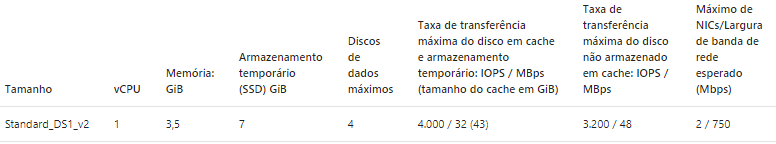 Tamanho
vCPU
Memória:
GiB
Armazenamento
temporário
(SSD) GiB
Discos
de
dados
máximos
Taxa de transferência
máxima do disco em cache
e armazenamento
temporário: IOPS / MBps
(tamanho do cache em GiB)
Taxa de
transferência
máxima do disco
não armazenado
em cache: IOPS /
MBps
Máximo de
NICs/Largura
de banda de
rede
esperado
(Mbps)
Standard_DS1_v2 1 3,5 7 4 4.000 / 32 (43) 3.200 / 48 2 / 750